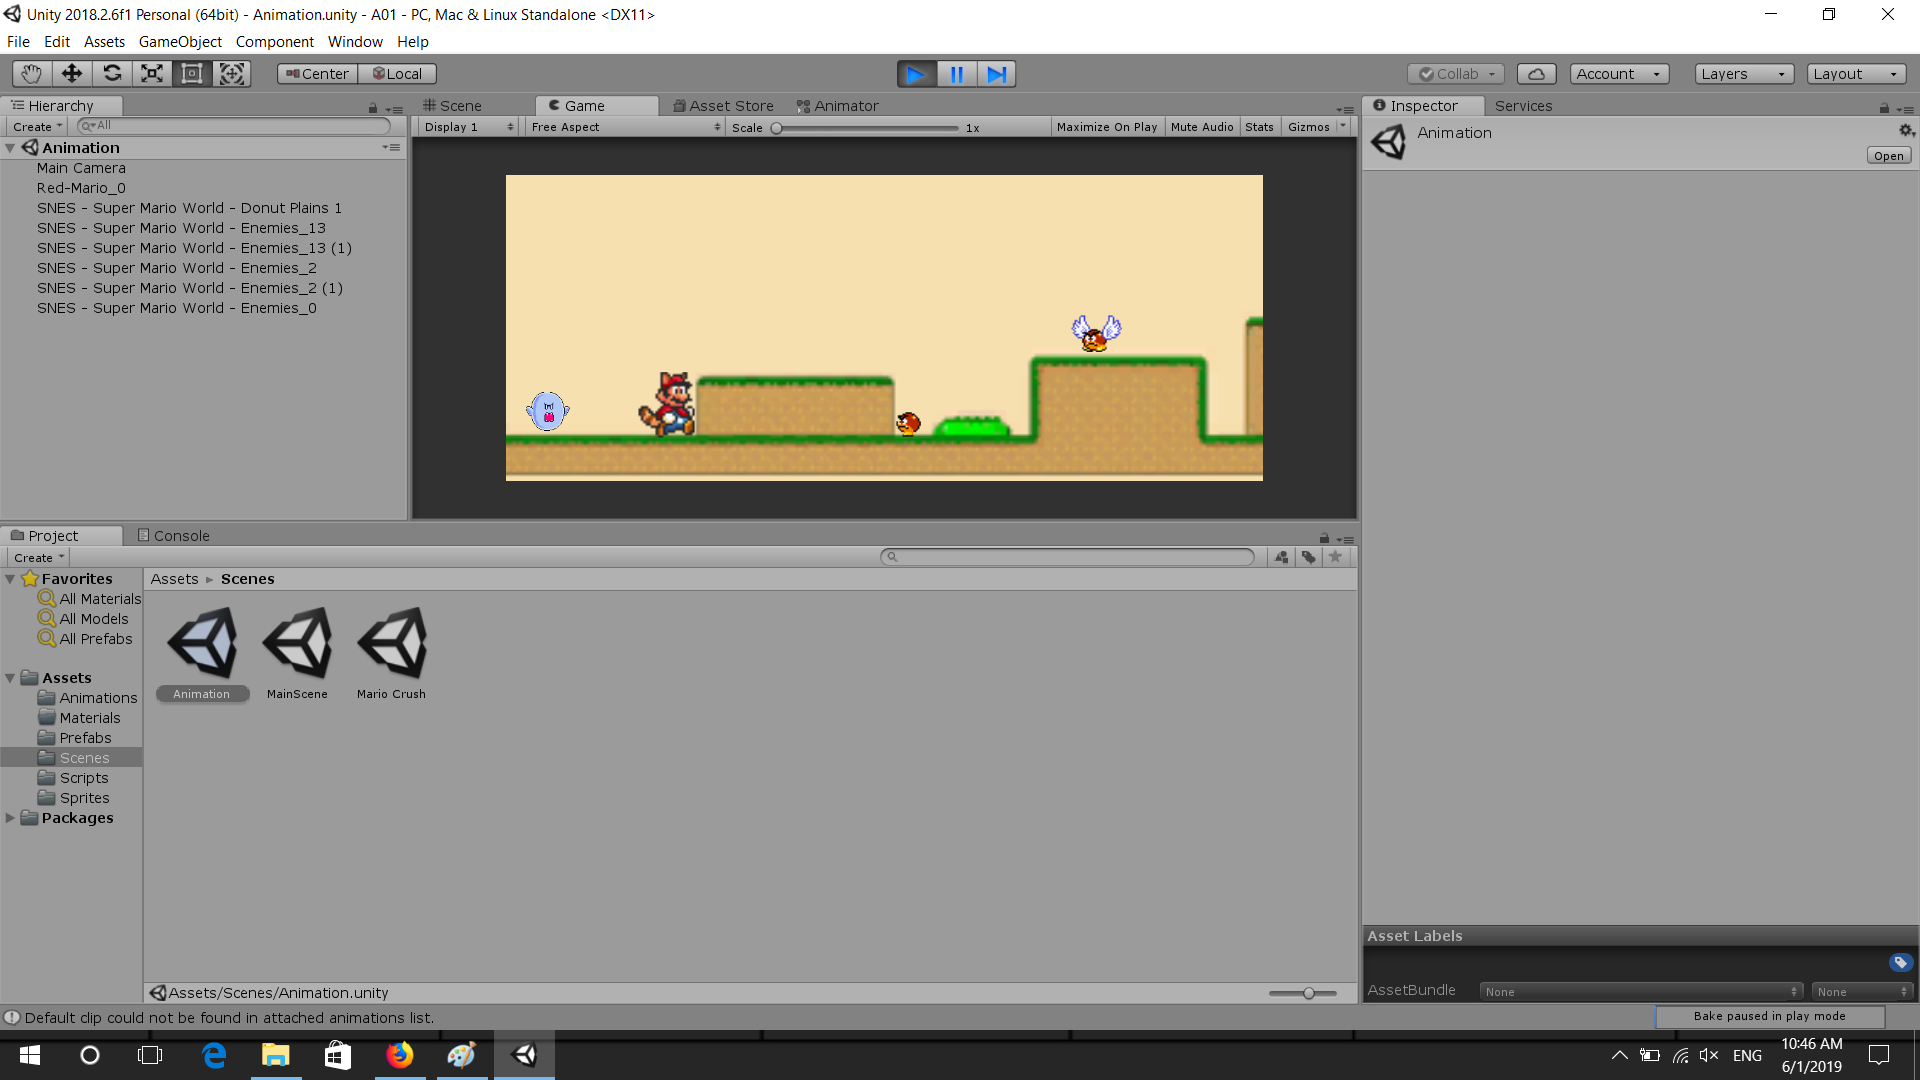 Unity 2018.2.6f1 Personal (64bit) - Animation.unity - A01 - PC, Mac & Linux Standalone <DX11>
File Edit Assets GameObject Component Window Help
Center Local Collab Account Layers Layout
Hierarchy
Create All
Animation
Main Camera
Red-Mario_0
SNES - Super Mario World - Donut Plains 1
SNES - Super Mario World - Enemies_13
SNES - Super Mario World - Enemies_13 (1)
SNES - Super Mario World - Enemies_2
SNES - Super Mario World - Enemies_2 (1)
SNES - Super Mario World - Enemies_0
Scene Game Asset Store Animator
Display 1 Free Aspect Scale 1x Maximize On Play Mute Audio Stats Gizmos
Inspector Services
Animation
Open
Project Console
Create
Favorites
All Materials
All Models
All Prefabs
Assets
Animations
Materials
Prefabs
Scenes
Scripts
Sprites
Packages
Assets Scenes
Animation MainScene Mario Crush
Assets/Scenes/Animation.unity
Asset Labels
AssetBundle None None
Default clip could not be found in attached animations list.
Bake paused in play mode
ENG
10:46 AM
6/1/2019